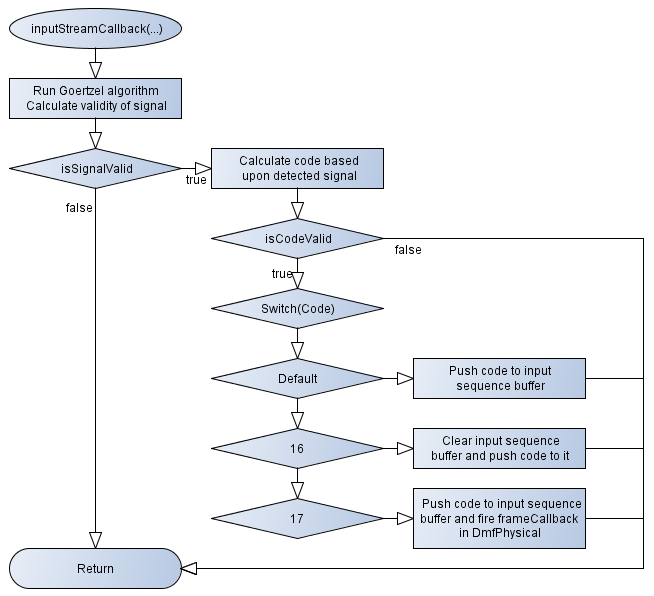 inputStreamCallback(...)
Run Goertzel algorithm
Calculate validity of signal
isSignalValid
true
false
Calculate code based
upon detected signal
isCodeValid
false
true
Switch(Code)
Default
Push code to input
sequence buffer
16
Clear input sequence
buffer and push code to it
17
Push code to input sequence
buffer and fire frameCallback
in DmfPhysical
Return